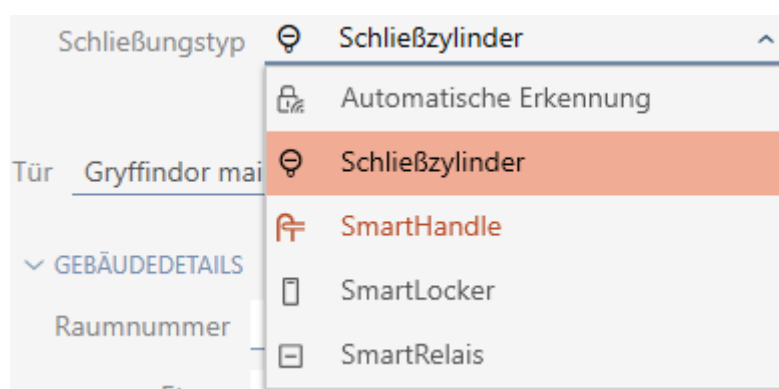 Schließungstyp Schließzylinder
Automatische Erkennung
Schließzylinder
Tür Gryffindor mai
SmartHandle
GEBÄUDEDETAILS
SmartLocker
Raumnummer
SmartRelais